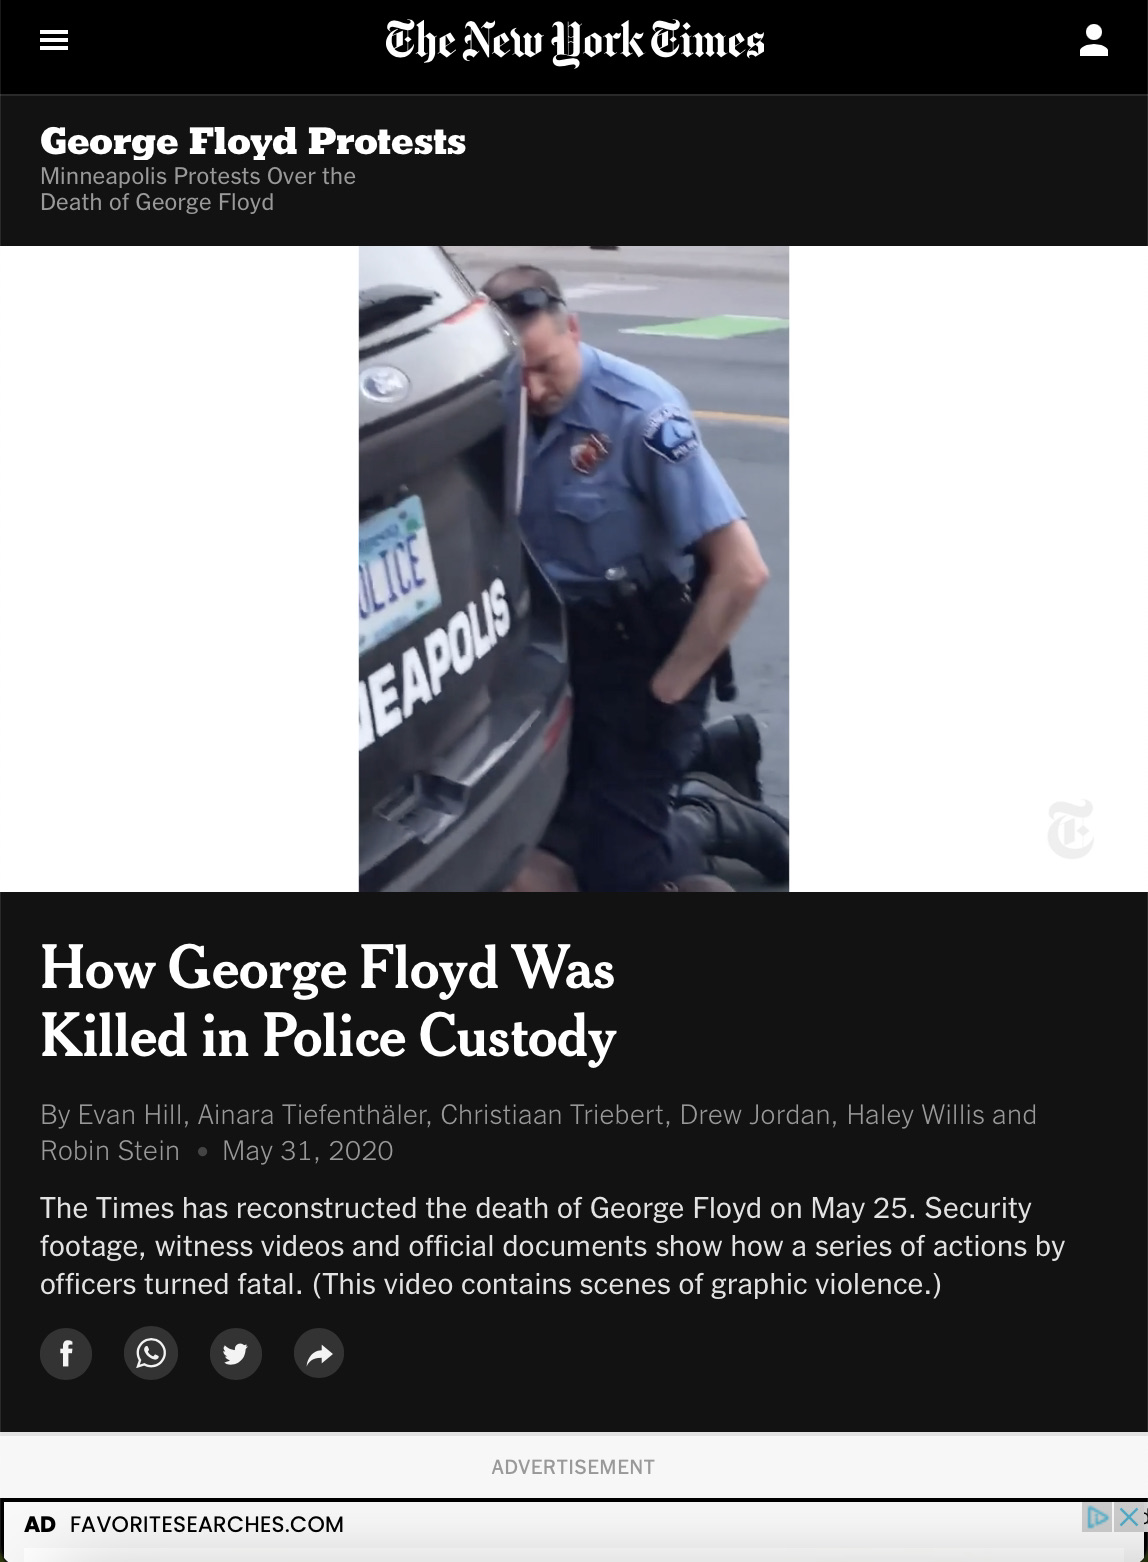 The New York Times
George Floyd Protests
Minneapolis Protests Over the
Death of George Floyd
OLICE
NEAPOLIS
How George Floyd Was
Killed in Police Custody
By Evan Hill, Ainara Tiefenthäler, Christiaan Triebert, Drew Jordan, Haley Willis and
Robin Stein • May 31, 2020
The Times has reconstructed the death of George Floyd on May 25. Security
footage, witness videos and official documents show how a series of actions by
officers turned fatal. (This video contains scenes of graphic violence.)
ADVERTISEMENT
AD FAVORITESEARCHES.COM